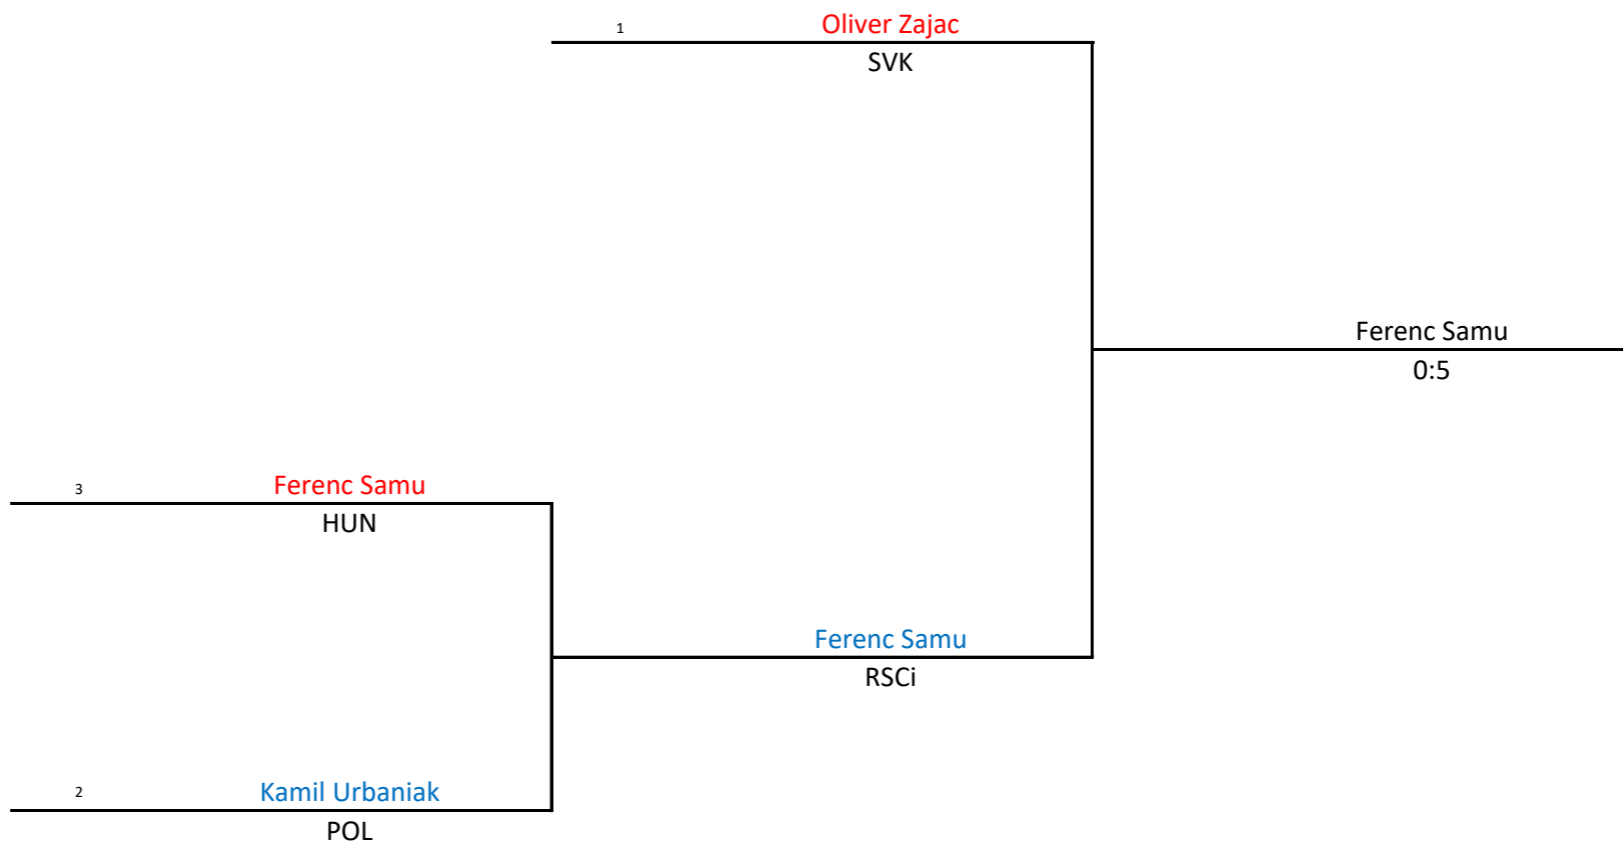 1
Oliver Zajac
SVK
Ferenc Samu
0:5
3
Ferenc Samu
HUN
Ferenc Samu
RSCi
2
Kamil Urbaniak
POL